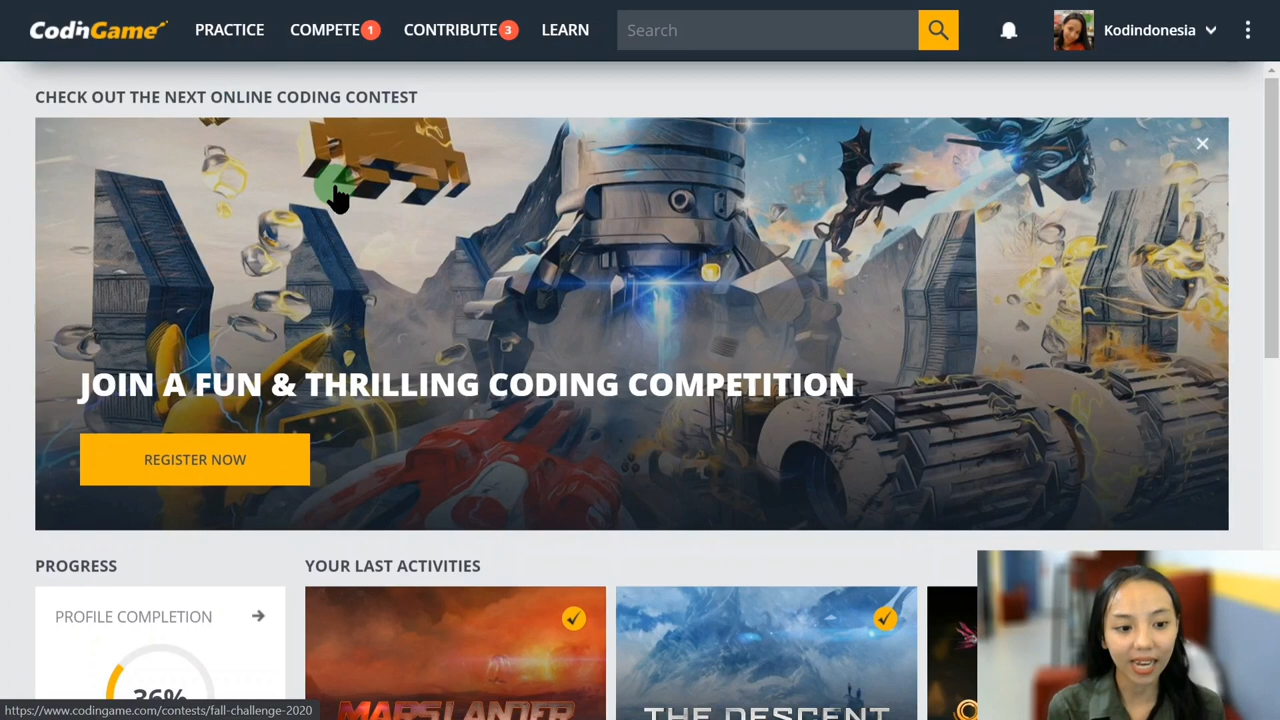 CodinGame
PRACTICE COMPETE 1 CONTRIBUTE 3 LEARN Search Kodindonesia
CHECK OUT THE NEXT ONLINE CODING CONTEST
JOIN A FUN & THRILLING CODING COMPETITION
REGISTER NOW
PROGRESS
YOUR LAST ACTIVITIES
PROFILE COMPLETION
36%
MARS LANDER
THE DESCENT
https://www.codingame.com/contests/fall-challenge-2020